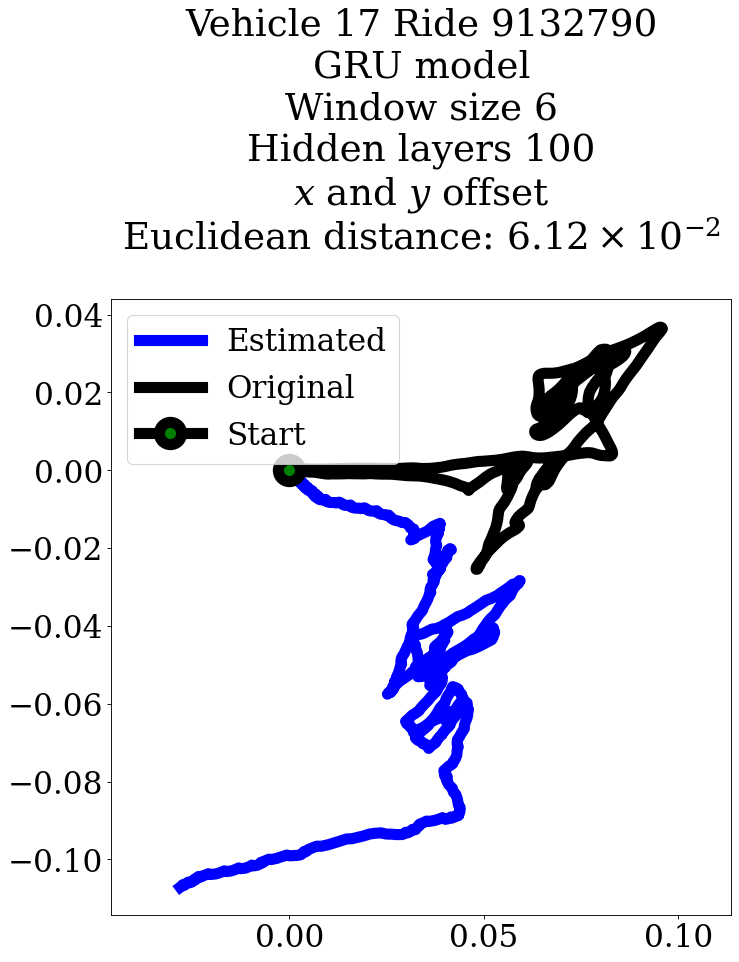 Vehicle 17 Ride 9132790
GRU model
Window size 6
Hidden layers 100
x and y offset
Euclidean distance: 6.12 × 10⁻²
0.04
0.02
0.00
−0.02
−0.04
−0.06
−0.08
−0.10
Estimated
Original
Start
0.00 0.05 0.10